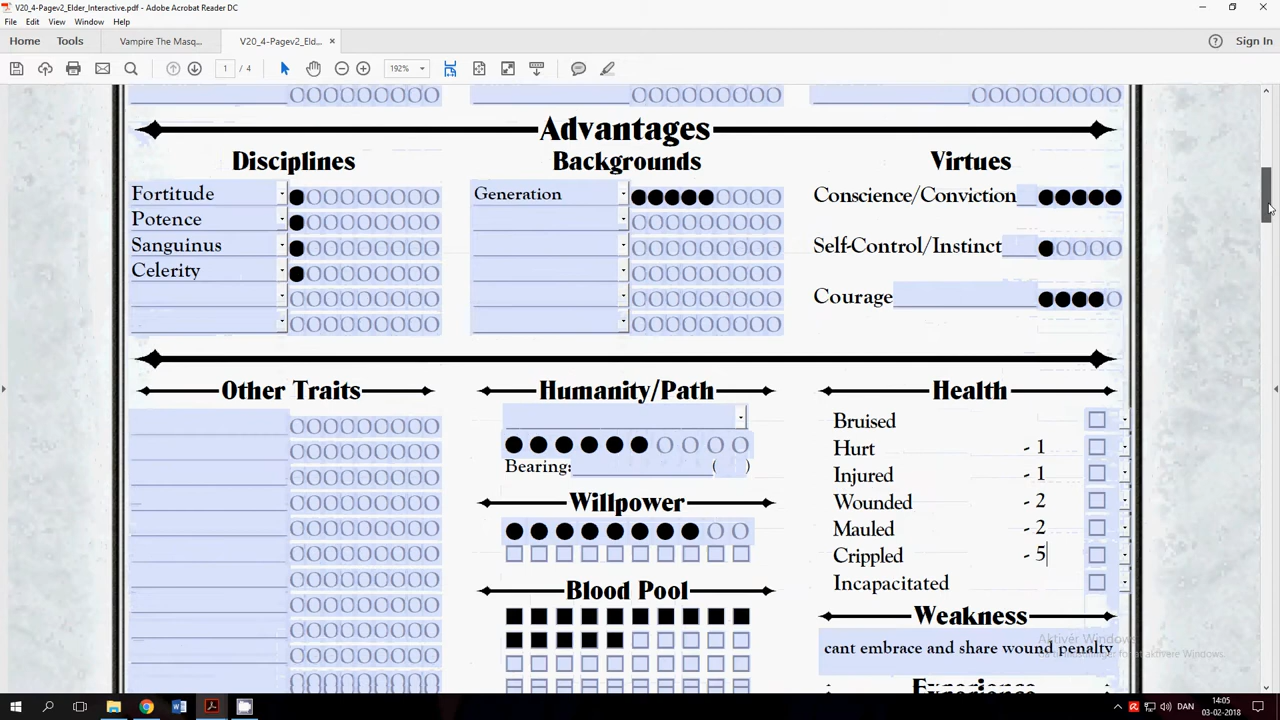 V20_4-Pagev2_Elder_Interactive.pdf - Adobe Acrobat Reader DC
File Edit View Window Help
Home Tools Vampire The Masq... V20_4-Pagev2_Eld... × Sign In
1 / 4 192%
Advantages
Disciplines Backgrounds Virtues
Fortitude Generation Conscience/Conviction
Potence
Sanguinus Self-Control/Instinct
Celerity
Courage
Other Traits Humanity/Path Health
Bruised
Hurt - 1
Bearing: ( )
Injured - 1
Willpower Wounded - 2
Mauled - 2
Crippled - 5
Blood Pool Incapacitated
Weakness
cant embrace and share wound penalty
Experience
Aktivér Windows
DAN 14:05
03-02-2018